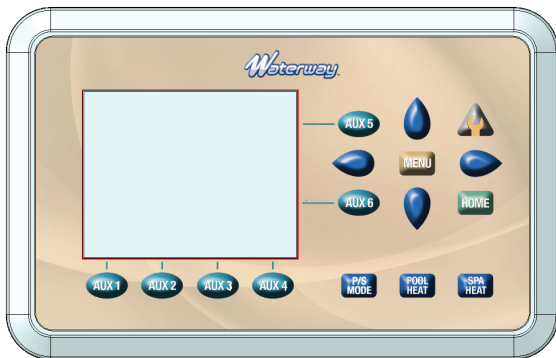 Waterway
AUX 5
MENU
AUX 6
HOME
AUX 1
AUX 2
AUX 3
AUX 4
P/S
MODE
POOL
HEAT
SPA
HEAT